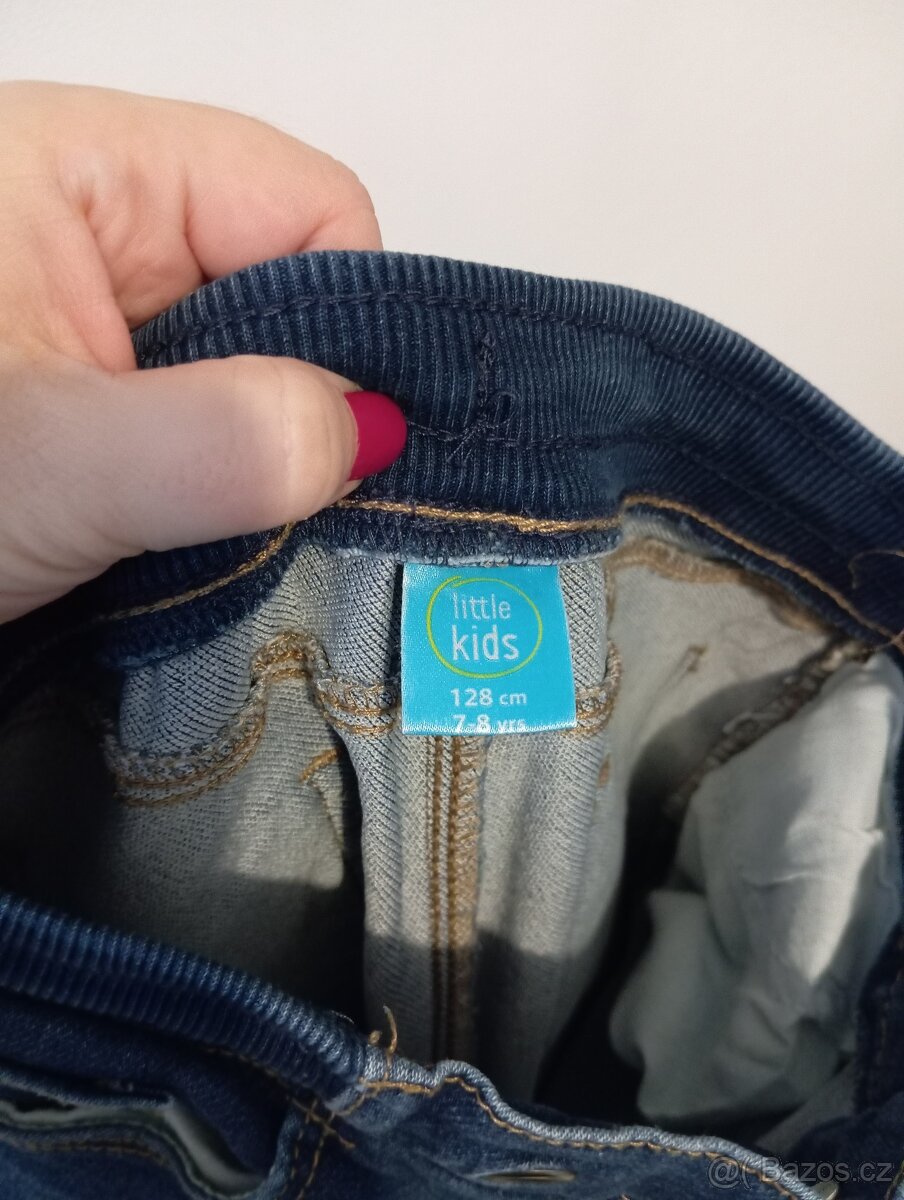 little
kids
128 cm
7-8 yrs
@( Bazos.cz